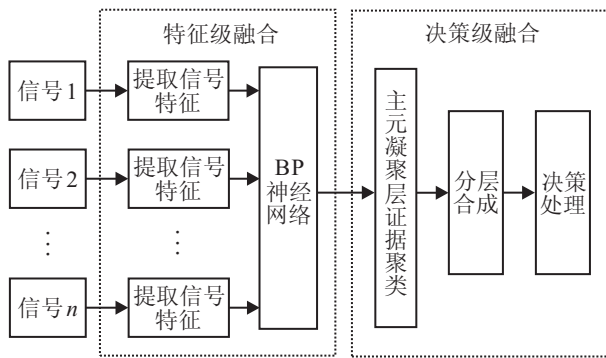 特征级融合
决策级融合
信号1
提取信号
特征
信号2
提取信号
特征
⋮
⋮
信号n
提取信号
特征
BP
神经
网络
主元凝聚层证据聚类
分层
合成
决策
处理